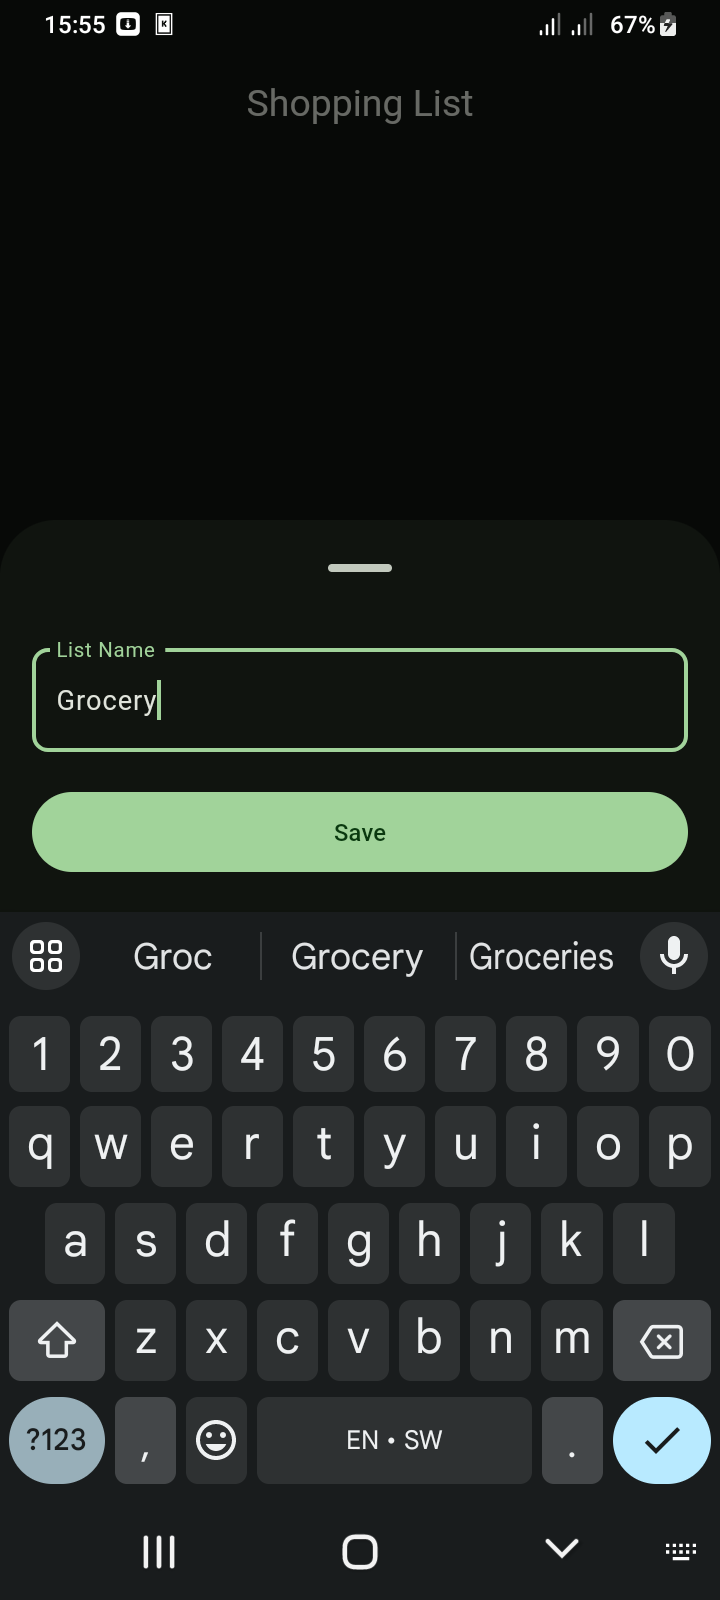 15:55 67%
Shopping List
List Name
Grocery
Save
Groc Grocery Groceries
1 2 3 4 5 6 7 8 9 0
q w e r t y u i o p
a s d f g h j k l
z x c v b n m
?123 , EN • SW .